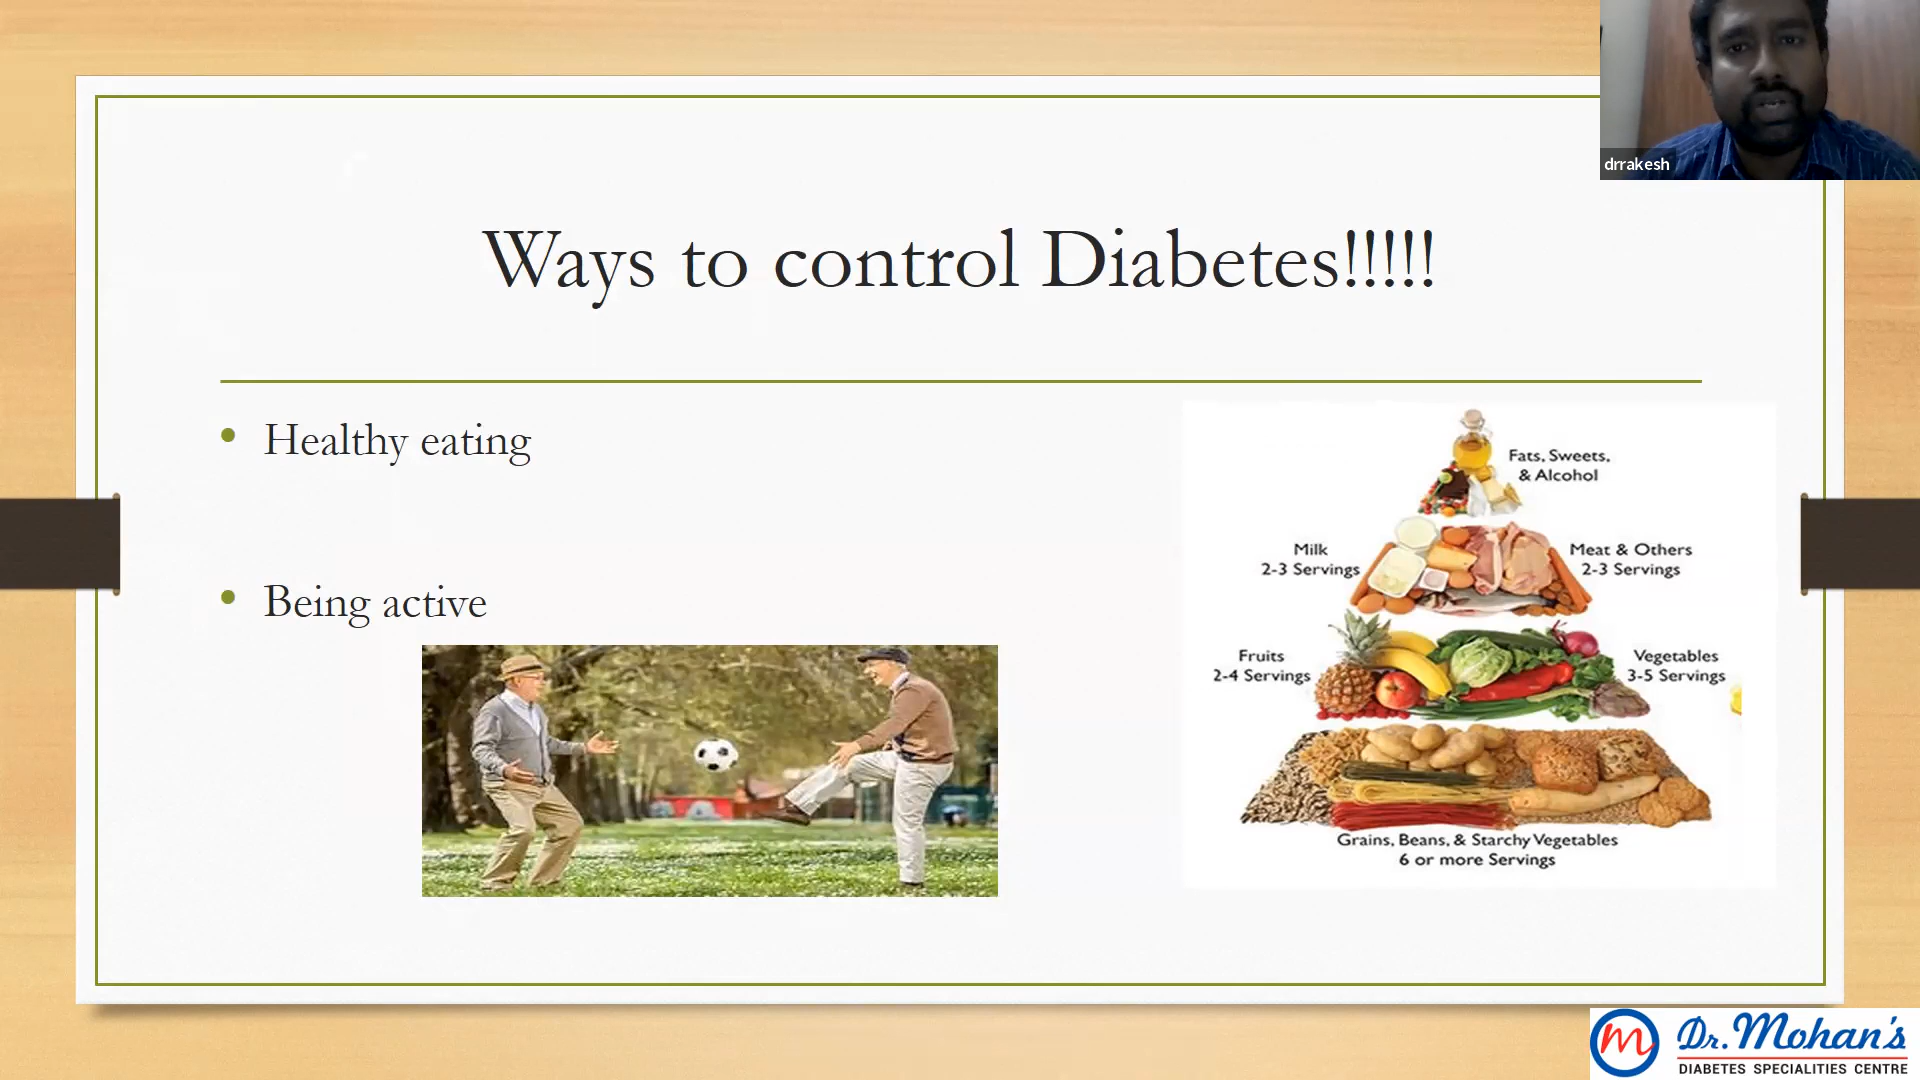 drrakesh
Ways to control Diabetes!!!!!
• Healthy eating
• Being active
Fats, Sweets,
& Alcohol
Milk
2-3 Servings
Meat & Others
2-3 Servings
Fruits
2-4 Servings
Vegetables
3-5 Servings
Grains, Beans, & Starchy Vegetables
6 or more Servings
m Dr. Mohan's
DIABETES SPECIALITIES CENTRE